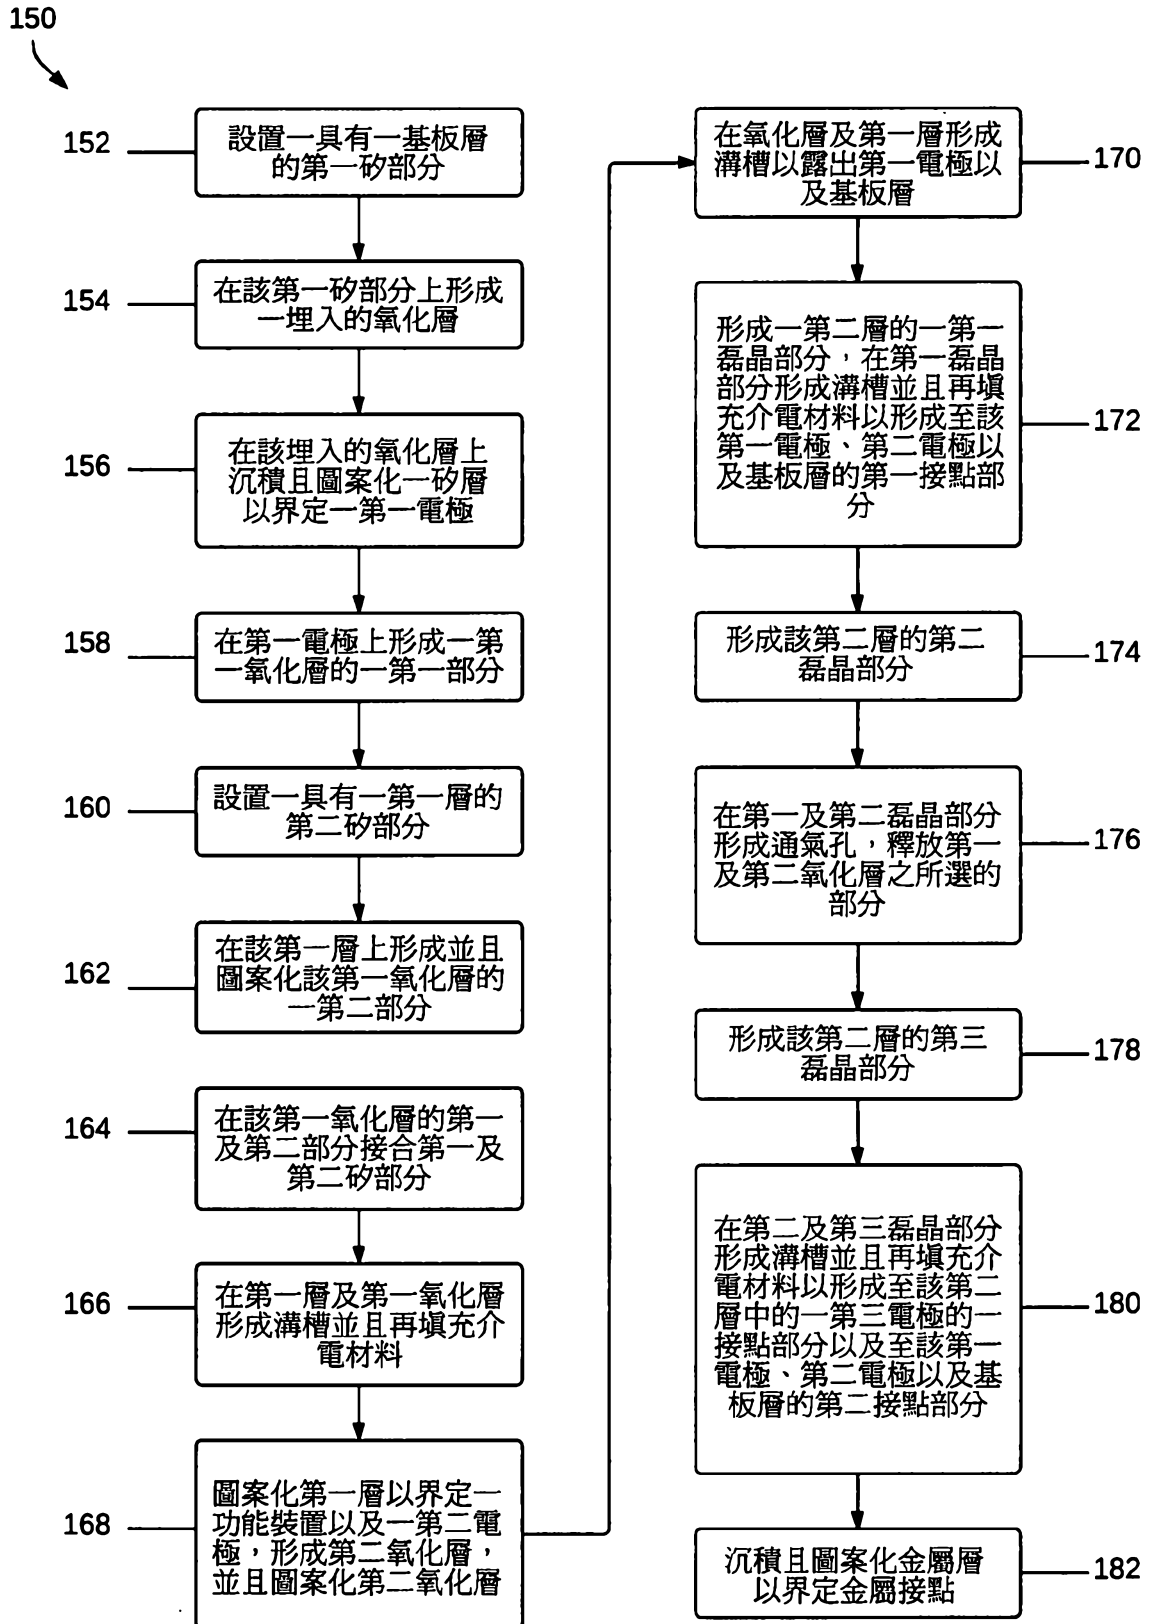 150
152
設置一具有一基板層
的第一矽部分
154
在該第一矽部分上形成
一埋入的氧化層
156
在該埋入的氧化層上
沉積且圖案化一矽層
以界定一第一電極
158
在第一電極上形成一第
一氧化層的一第一部分
160
設置一具有一第一層的
第二矽部分
162
在該第一層上形成並且
圖案化該第一氧化層的
一第二部分
164
在該第一氧化層的第一
及第二部分接合第一及
第二矽部分
166
在第一層及第一氧化層
形成溝槽並且再填充介
電材料
168
圖案化第一層以界定一
功能裝置以及一第二電
極，形成第二氧化層，
並且圖案化第二氧化層
170
在氧化層及第一層形成
溝槽以露出第一電極以
及基板層
172
形成一第二層的一第一
磊晶部分，在第一磊晶
部分形成溝槽並且再填
充介電材料以形成至該
第一電極、第二電極以
及基板層的第一接點部
分
174
形成該第二層的第二
磊晶部分
176
在第一及第二磊晶部分
形成通氣孔，釋放第一
及第二氧化層之所選的
部分
178
形成該第二層的第三
磊晶部分
180
在第二及第三磊晶部分
形成溝槽並且再填充介
電材料以形成至該第二
層中的一第三電極的一
接點部分以及至該第一
電極、第二電極以及基
板層的第二接點部分
182
沉積且圖案化金屬層
以界定金屬接點